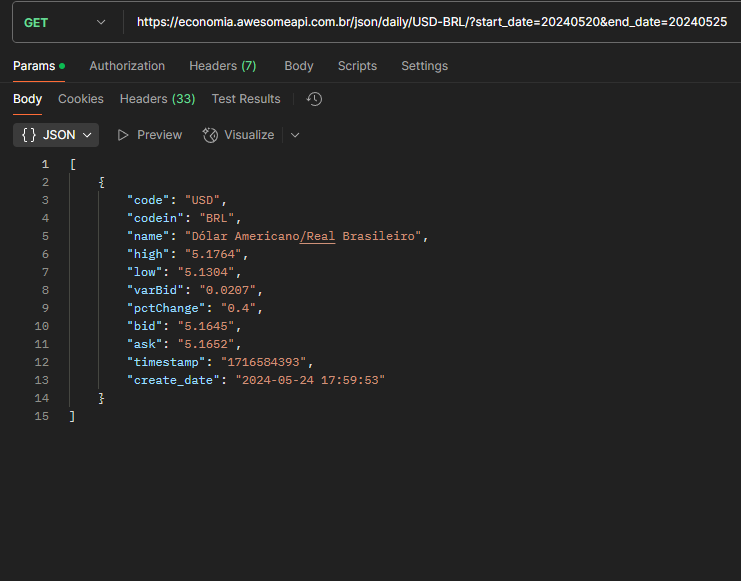 GET https://economia.awesomeapi.com.br/json/daily/USD-BRL/?start_date=20240520&end_date=20240525
Params Authorization Headers (7) Body Scripts Settings
Body Cookies Headers (33) Test Results
{} JSON Preview Visualize
1 [
2 {
3 "code": "USD",
4 "codein": "BRL",
5 "name": "Dólar Americano/Real Brasileiro",
6 "high": "5.1764",
7 "low": "5.1304",
8 "varBid": "0.0207",
9 "pctChange": "0.4",
10 "bid": "5.1645",
11 "ask": "5.1652",
12 "timestamp": "1716584393",
13 "create_date": "2024-05-24 17:59:53"
14 }
15 ]